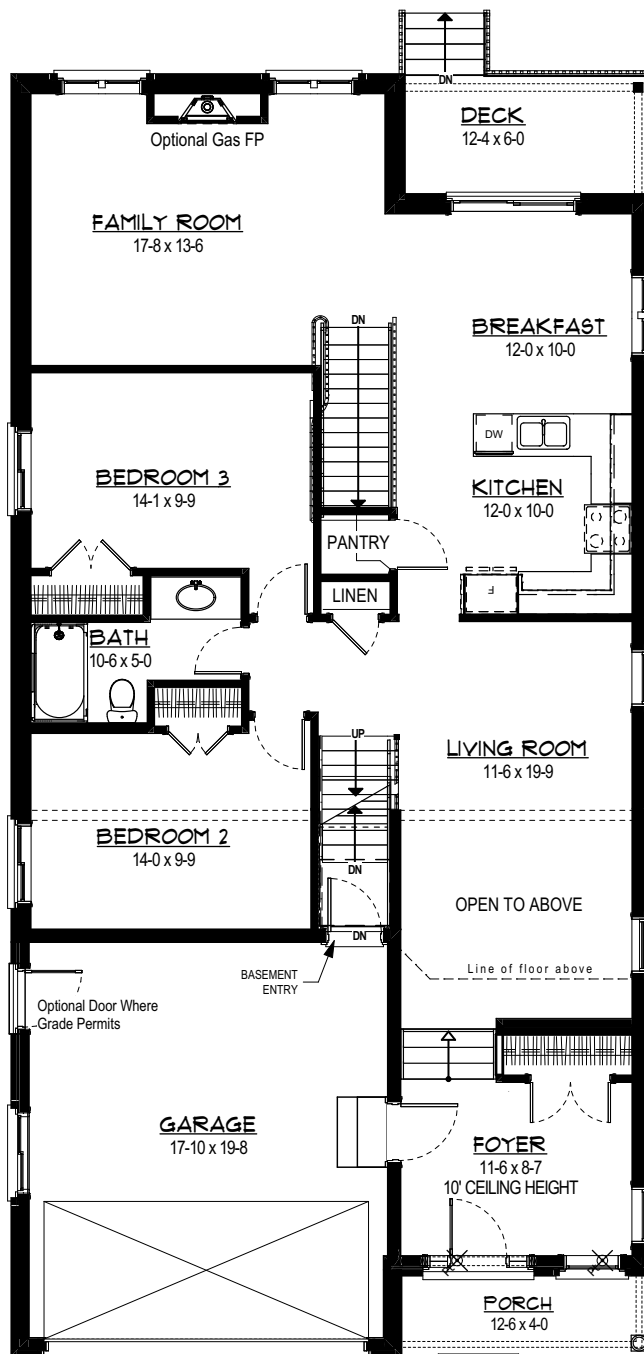 DN
DECK
12-4 x 6-0
Optional Gas FP
FAMILY ROOM
17-8 x 13-6
DN
BREAKFAST
12-0 x 10-0
DW
BEDROOM 3
14-1 x 9-9
KITCHEN
12-0 x 10-0
PANTRY
F
LINEN
BATH
10-6 x 5-0
UP
LIVING ROOM
11-6 x 19-9
BEDROOM 2
14-0 x 9-9
DN
OPEN TO ABOVE
DN
BASEMENT
ENTRY
Line of floor above
Optional Door Where
Grade Permits
GARAGE
17-10 x 19-8
FOYER
11-6 x 8-7
10' CEILING HEIGHT
PORCH
12-6 x 4-0